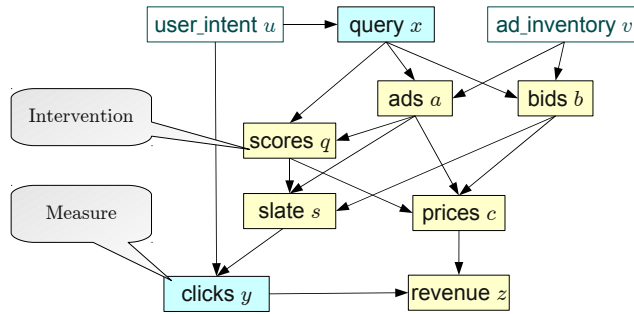 user_intent u
query x
ad_inventory v
Intervention
ads a
bids b
scores q
Measure
slate s
prices c
clicks y
revenue z